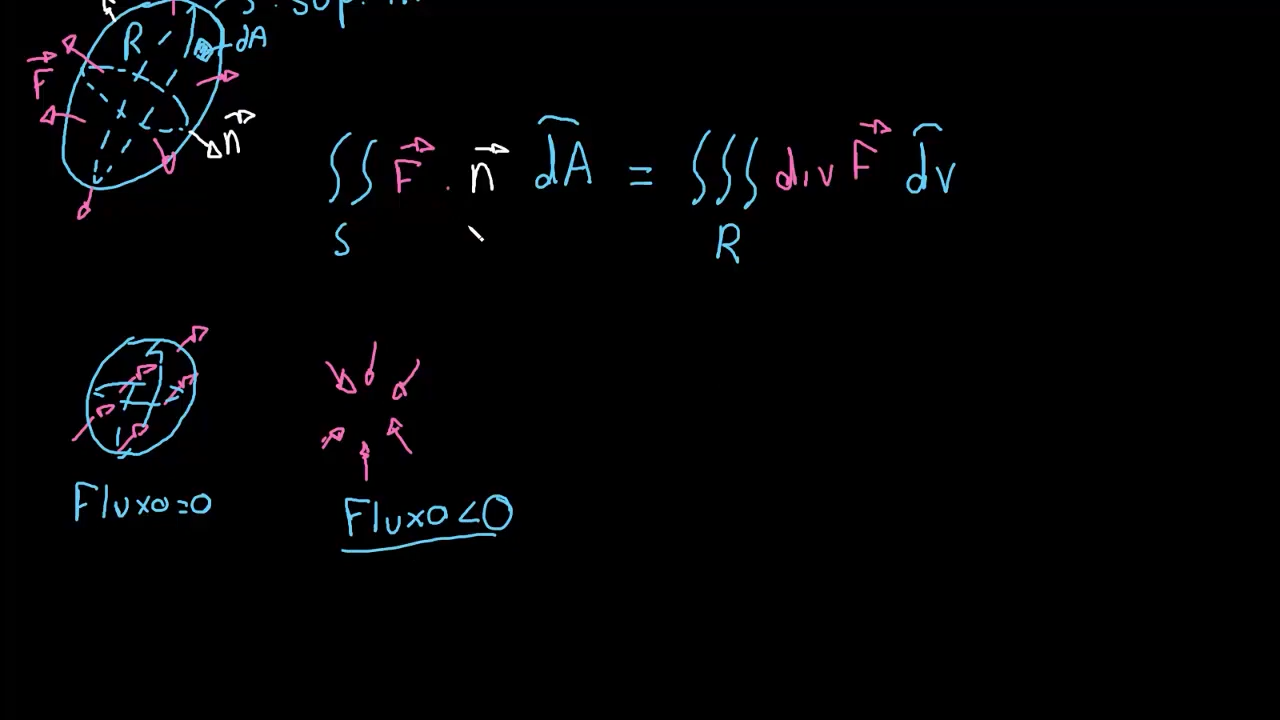 R
dA
F⃗
n⃗
∬ F⃗ . n⃗ dA = ∭ div F⃗ dv
S R
Fluxo=0
Fluxo<0